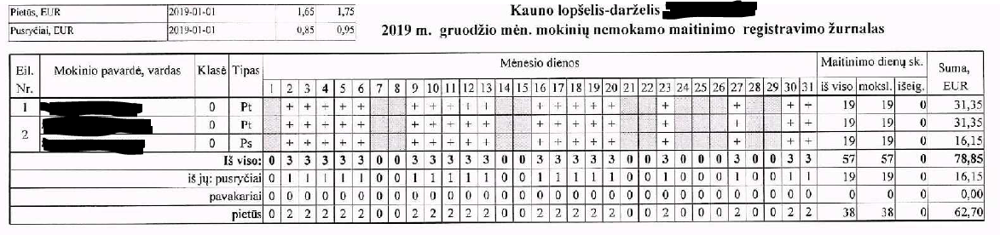 Pietūs, EUR 2019-01-01 1,65 1,75
Pusryčiai, EUR 2019-01-01 0,85 0,95
Kauno lopšelis-darželis
2019 m. gruodžio mėn. mokinių nemokamo maitinimo registravimo žurnalas
Eil. Nr. Mokinio pavardė, vardas Klasė Tipas Mėnesio dienos Maitinimo dienų sk. Suma, EUR
1 2 3 4 5 6 7 8 9 10 11 12 13 14 15 16 17 18 19 20 21 22 23 24 25 26 27 28 29 30 31 iš viso moksl. išeig.
1 0 Pt + + + + + + + + + + + + + + + + + + + 19 19 0 31,35
2 0 Pt + + + + + + + + + + + + + + + + + + + 19 19 0 31,35
0 Ps + + + + + + + + + + + + + + + + + + + 19 19 0 16,15
Iš viso: 0 3 3 3 3 3 0 0 3 3 3 3 3 0 0 3 3 3 3 3 0 0 3 0 0 0 3 0 0 3 3 57 57 0 78,85
iš jų: pusryčiai 0 1 1 1 1 1 0 0 1 1 1 1 1 0 0 1 1 1 1 1 0 0 1 0 0 0 1 0 0 1 1 19 19 0 16,15
pavakariai 0 0 0 0 0 0 0 0 0 0 0 0 0 0 0 0 0 0 0 0 0 0 0 0 0 0 0 0 0 0 0 0 0 0 0,00
pietūs 0 2 2 2 2 2 0 0 2 2 2 2 2 0 0 2 2 2 2 2 0 0 2 0 0 0 2 0 0 2 2 38 38 0 62,70